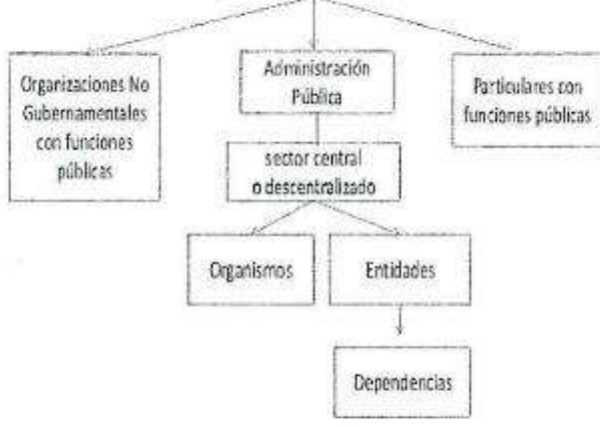 Organizaciones No
Gubernamentales
con funciones
públicas
Administración
Pública
Particulares con
funciones públicas
sector central
o descentralizado
Organismos
Entidades
Dependencias